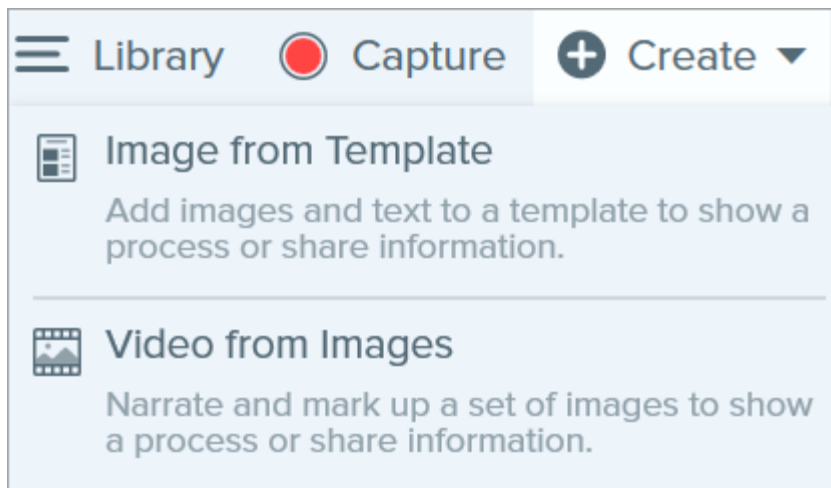 Library Capture Create
Image from Template
Add images and text to a template to show a
process or share information.
Video from Images
Narrate and mark up a set of images to show
a process or share information.